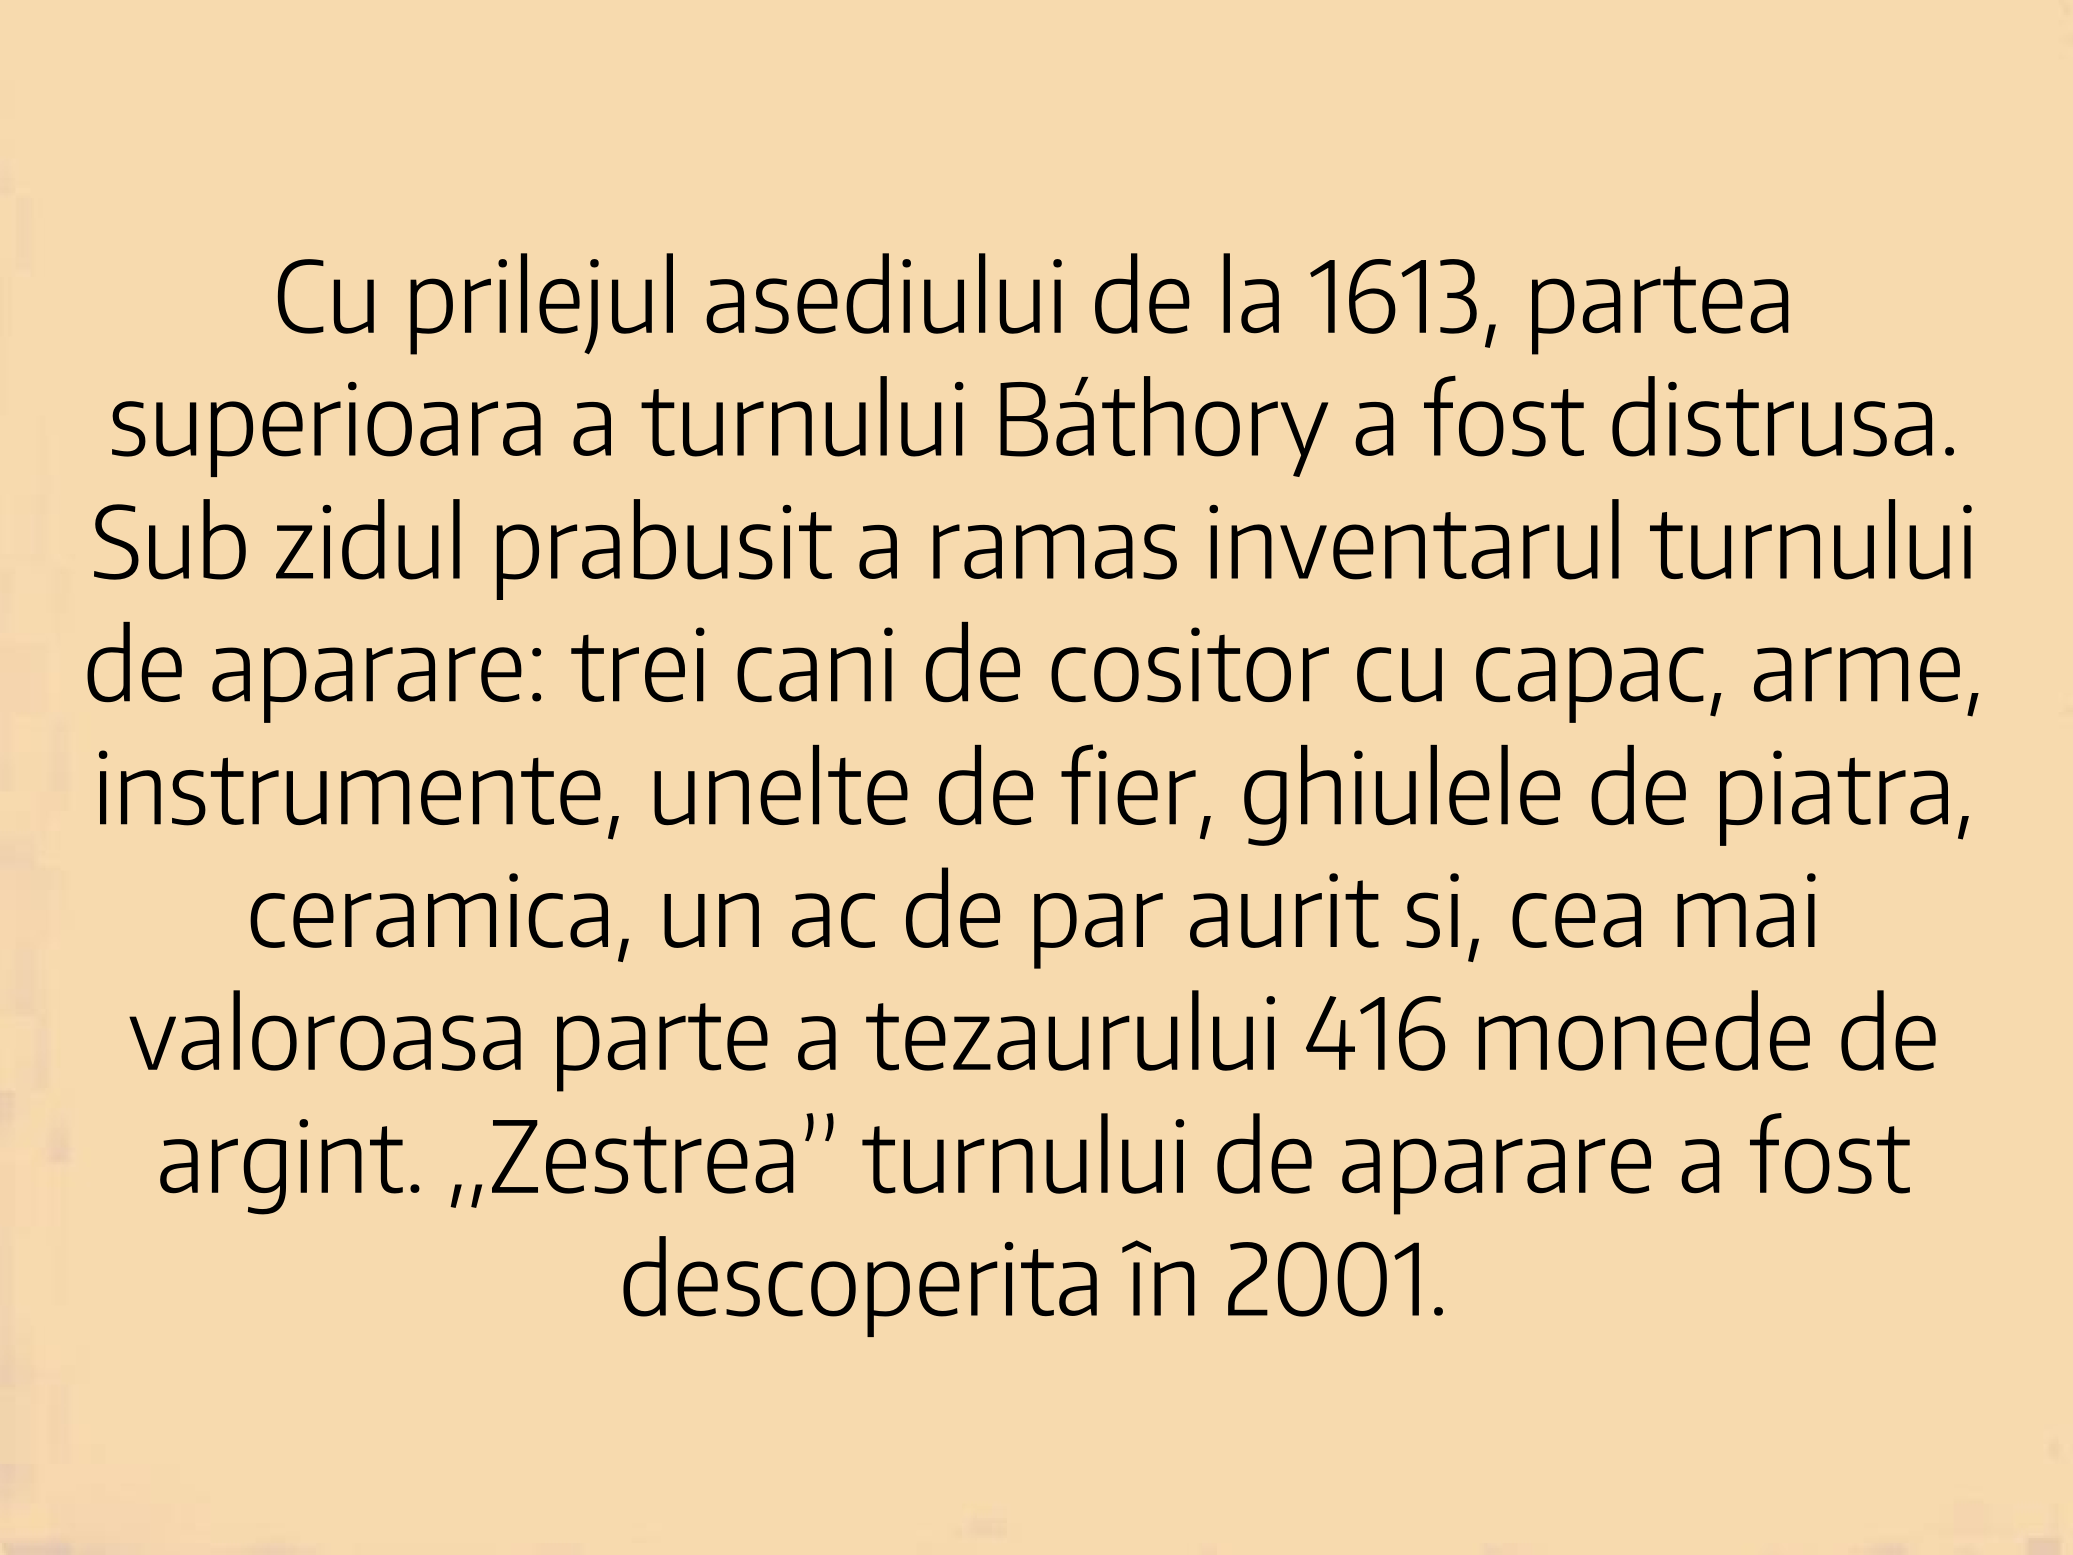 Cu prilejul asediului de la 1613, partea
superioara a turnului Báthory a fost distrusa.
Sub zidul prabusit a ramas inventarul turnului
de aparare: trei cani de cositor cu capac, arme,
instrumente, unelte de fier, ghiulele de piatra,
ceramica, un ac de par aurit si, cea mai
valoroasa parte a tezaurului 416 monede de
argint. ,,Zestrea’’ turnului de aparare a fost
descoperita în 2001.